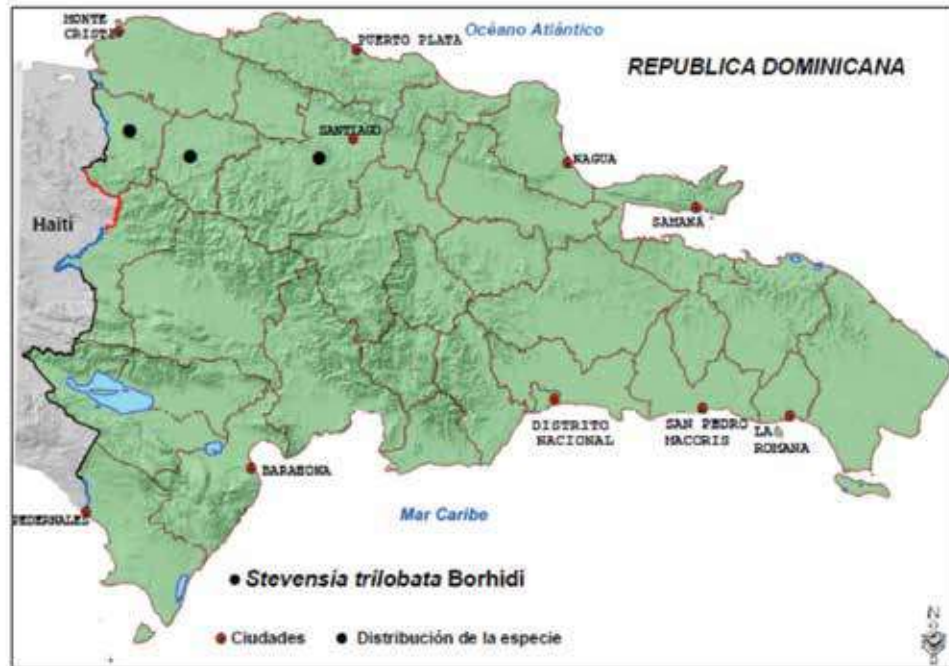 MONTE
CRISTI
PUERTO PLATA
Océano Atlántico
REPUBLICA DOMINICANA
SANTIAGO
NAGUA
SAMANA
Haití
DISTRITO
NACIONAL
SAN PEDRO
MACORIS
LA
ROMANA
BARAHONA
PEDERNALES
Mar Caribe
Stevensia trilobata Borhidi
Ciudades
Distribución de la especie